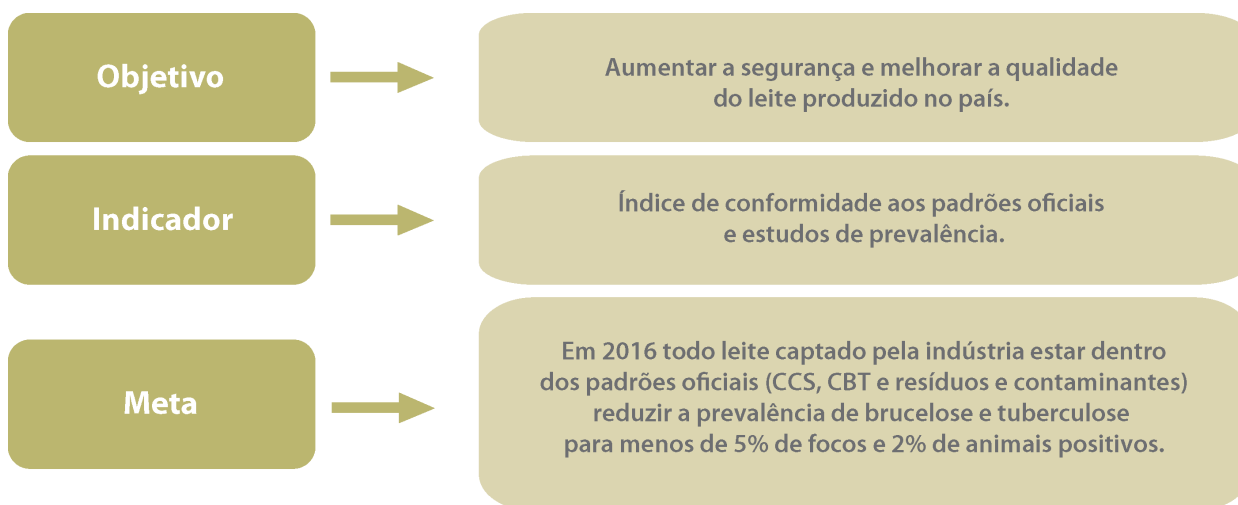 Objetivo
Aumentar a segurança e melhorar a qualidade
do leite produzido no país.
Indicador
Índice de conformidade aos padrões oficiais
e estudos de prevalência.
Meta
Em 2016 todo leite captado pela indústria estar dentro
dos padrões oficiais (CCS, CBT e resíduos e contaminantes)
reduzir a prevalência de brucelose e tuberculose
para menos de 5% de focos e 2% de animais positivos.